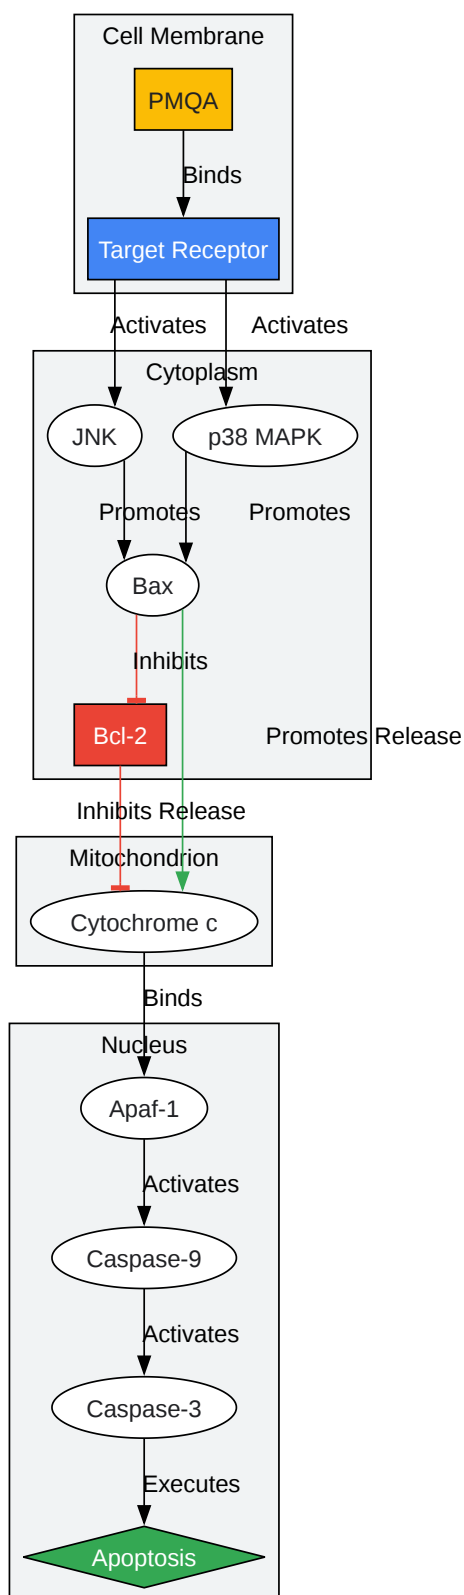 Cell Membrane
PMQA
Binds
Target Receptor
Activates
Activates
Cytoplasm
JNK
p38 MAPK
Promotes
Promotes
Bax
Inhibits
Bcl-2
Promotes Release
Inhibits Release
Mitochondrion
Cytochrome c
Binds
Nucleus
Apaf-1
Activates
Caspase-9
Activates
Caspase-3
Executes
Apoptosis